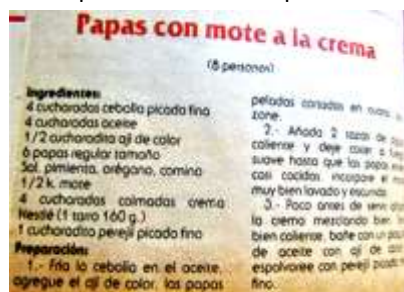 Papas con mote a la crema
(8 personas)
Ingredientes:
4 cucharadas cebolla picada fina
4 cucharadas aceite
1/2 cucharadita ají de color
6 papas regular tamaño
Sal, pimienta, orégano, comino
1/2 k. mote
4 cucharadas colmadas crema
Nestlé (1 tarro 160 g.)
1 cucharadita perejil picado fino
Preparación:
1.- Fría la cebolla en el aceite,
agregue el ají de color, las papas
peladas cortadas en
zone.
2.- Añada 2 tazas de
caliente y deje cocer a
suave hasta que las papas
casi cocidas, incorpore el
muy bien lavado y escurrido.
3.- Poco antes de servir
la crema mezclando bien
bien caliente, bañe con un
de aceite con ají de
espolvoree con perejil picado
fino.